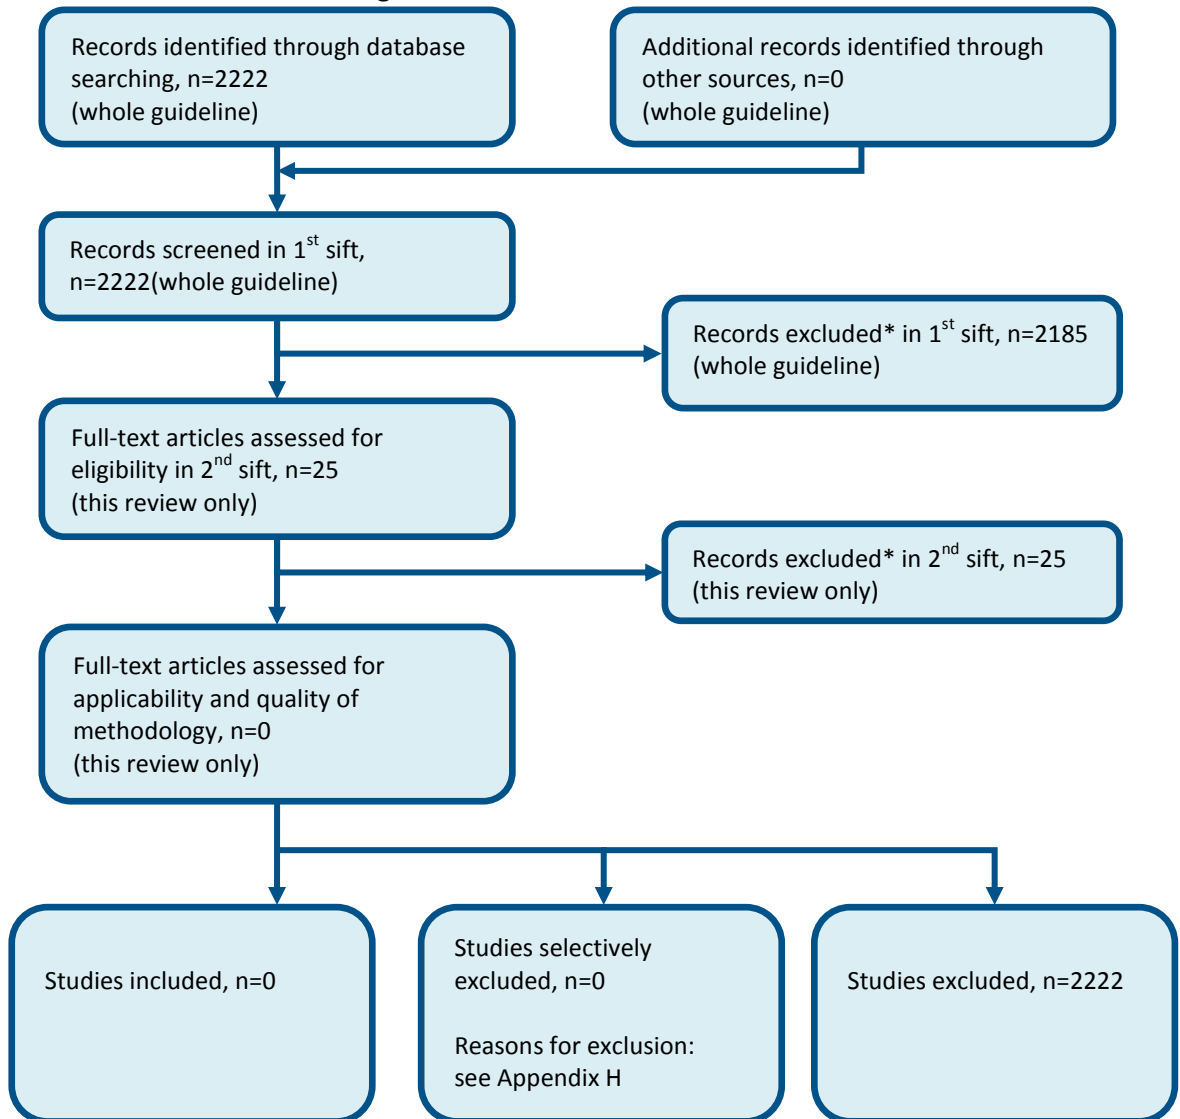 Records identified through database
searching, n=2222
(whole guideline)
Additional records identified through
other sources, n=0
(whole guideline)
Records screened in 1st sift,
n=2222(whole guideline)
Records excluded* in 1st sift, n=2185
(whole guideline)
Full-text articles assessed for
eligibility in 2nd sift, n=25
(this review only)
Records excluded* in 2nd sift, n=25
(this review only)
Full-text articles assessed for
applicability and quality of
methodology, n=0
(this review only)
Studies included, n=0
Studies selectively
excluded, n=0
Reasons for exclusion:
see Appendix H
Studies excluded, n=2222